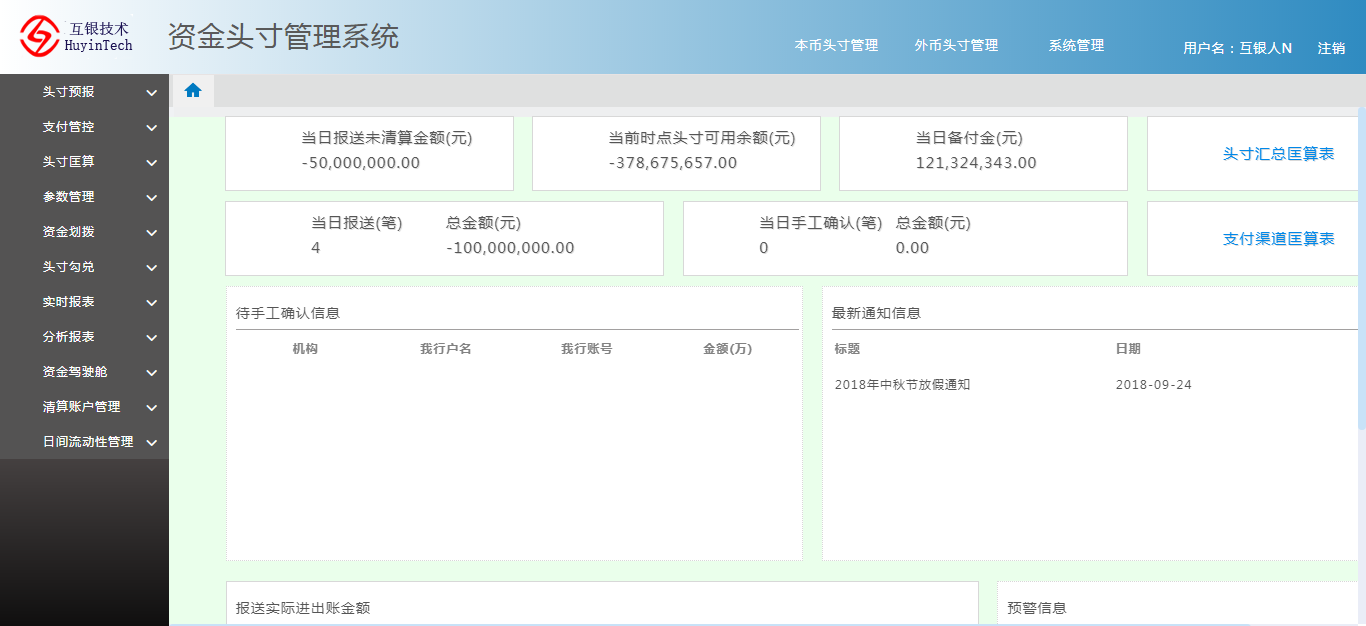 互银技术
HuyinTech
资金头寸管理系统
本币头寸管理 外币头寸管理 系统管理 用户名：互银人N 注销
头寸预报
支付管控
头寸匡算
参数管理
资金划拨
头寸勾兑
实时报表
分析报表
资金驾驶舱
清算账户管理
日间流动性管理
当日报送未清算金额(元)
-50,000,000.00
当前时点头寸可用余额(元)
-378,675,657.00
当日备付金(元)
121,324,343.00
头寸汇总匡算表
当日报送(笔) 总金额(元)
4 -100,000,000.00
当日手工确认(笔) 总金额(元)
0 0.00
支付渠道匡算表
待手工确认信息
机构 我行户名 我行账号 金额(万)
最新通知信息
标题 日期
2018年中秋节放假通知 2018-09-24
报送实际进出账金额
预警信息